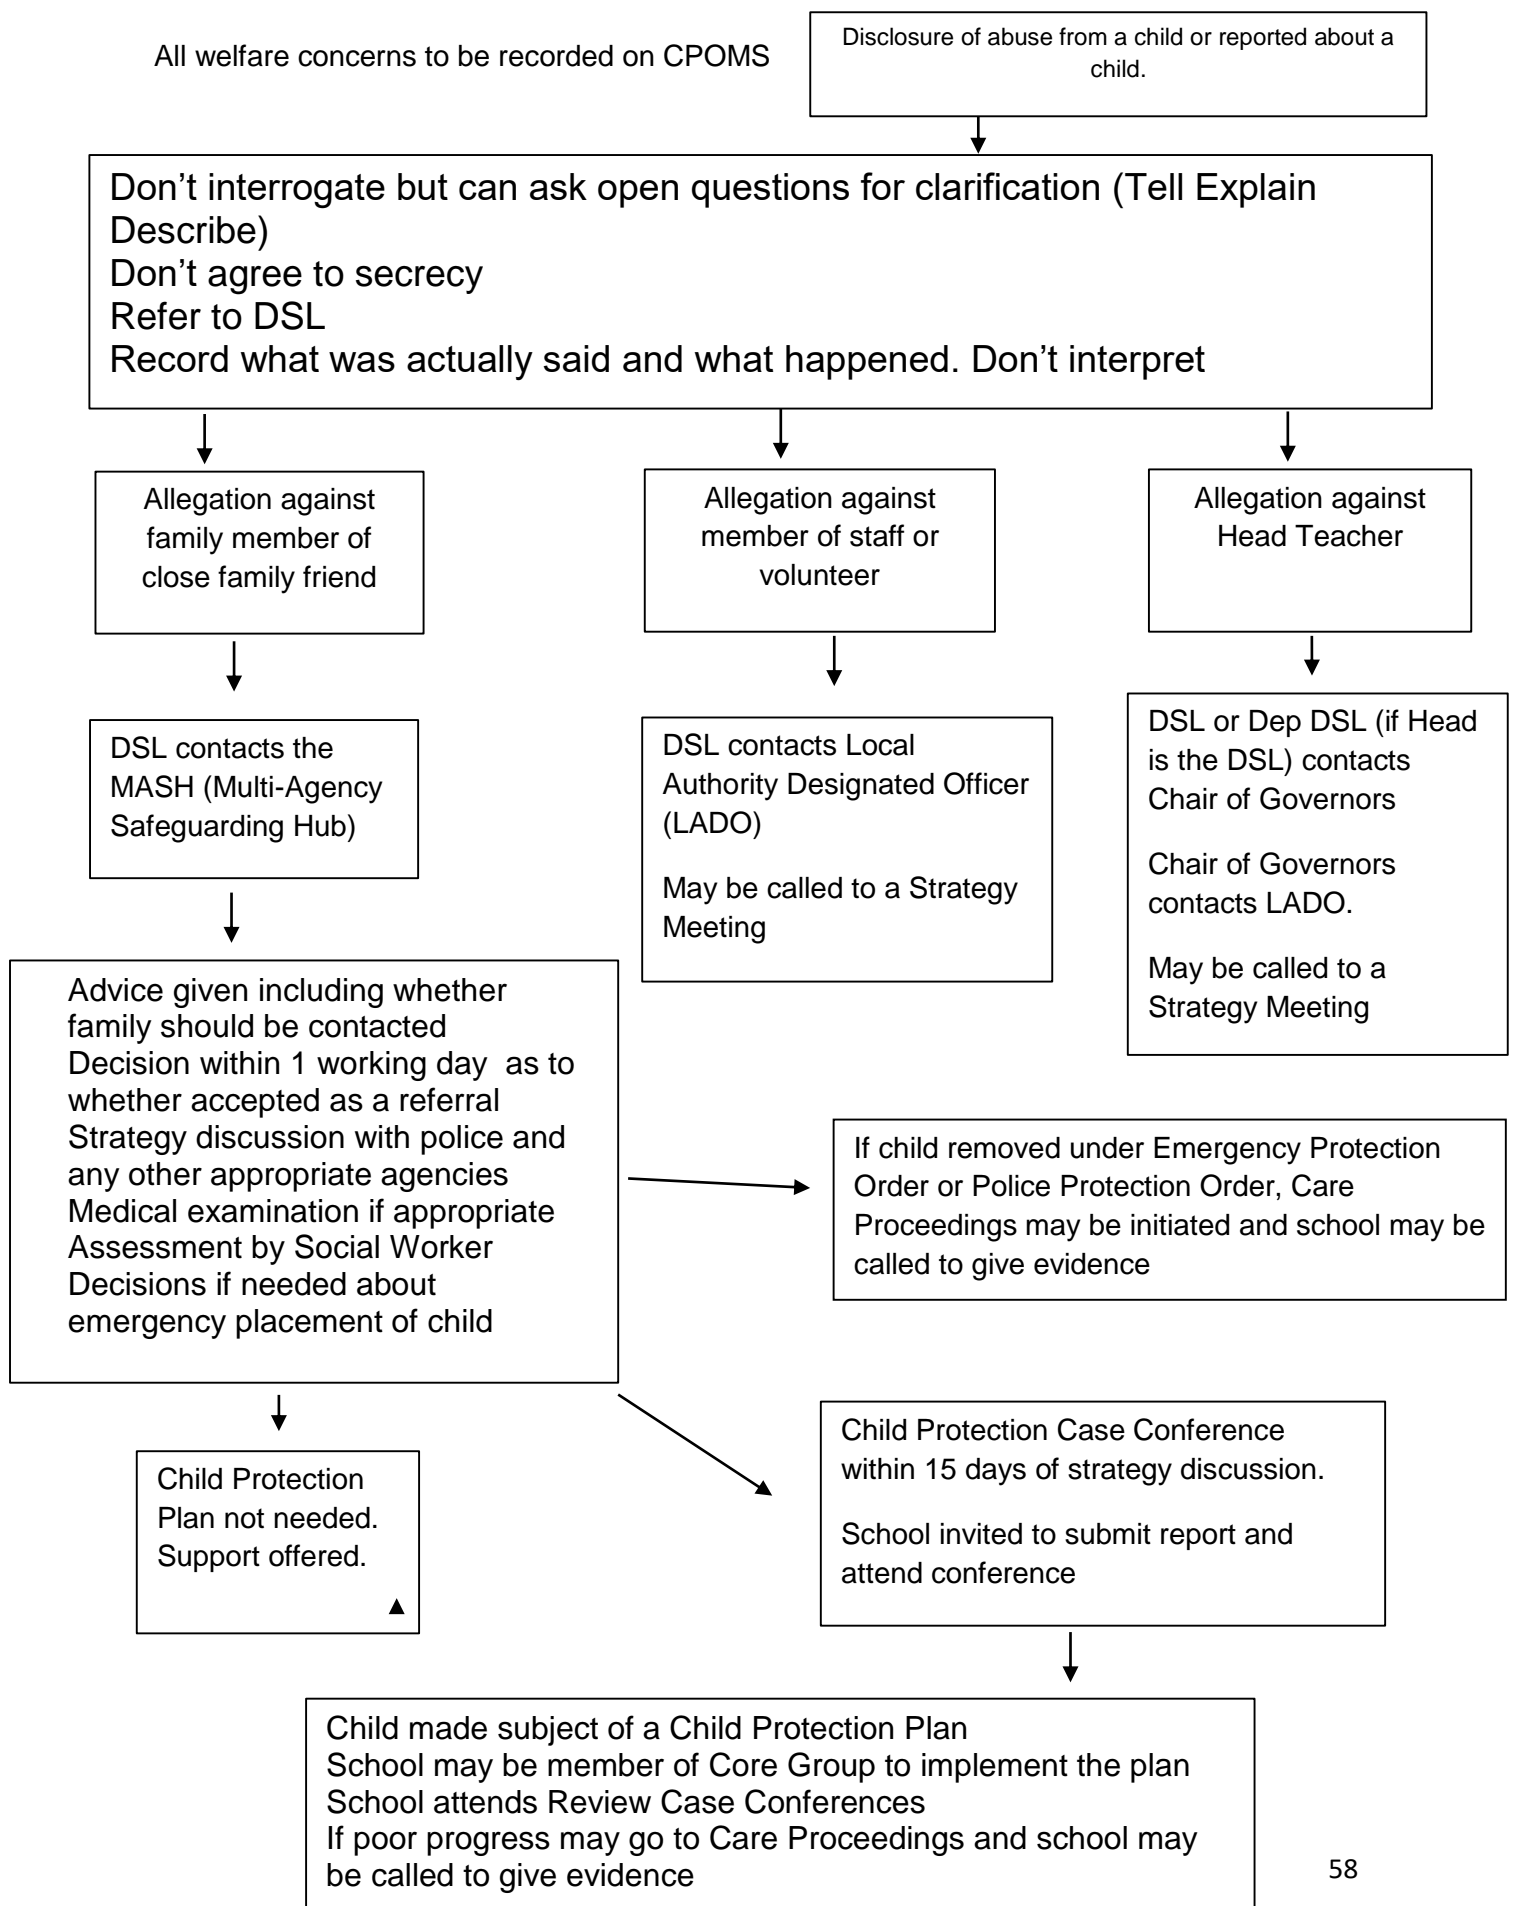 All welfare concerns to be recorded on CPOMS
Disclosure of abuse from a child or reported about a
child.
Don’t interrogate but can ask open questions for clarification (Tell Explain
Describe)
Don’t agree to secrecy
Refer to DSL
Record what was actually said and what happened. Don’t interpret
Allegation against
family member of
close family friend
Allegation against
member of staff or
volunteer
Allegation against
Head Teacher
DSL contacts the
MASH (Multi-Agency
Safeguarding Hub)
DSL contacts Local
Authority Designated Officer
(LADO)
May be called to a Strategy
Meeting
DSL or Dep DSL (if Head
is the DSL) contacts
Chair of Governors
Chair of Governors
contacts LADO.
May be called to a
Strategy Meeting
Advice given including whether
family should be contacted
Decision within 1 working day  as to
whether accepted as a referral
Strategy discussion with police and
any other appropriate agencies
Medical examination if appropriate
Assessment by Social Worker
Decisions if needed about
emergency placement of child
If child removed under Emergency Protection
Order or Police Protection Order, Care
Proceedings may be initiated and school may be
called to give evidence
Child Protection
Plan not needed.
Support offered.
Child Protection Case Conference
within 15 days of strategy discussion.
School invited to submit report and
attend conference
Child made subject of a Child Protection Plan
School may be member of Core Group to implement the plan
School attends Review Case Conferences
If poor progress may go to Care Proceedings and school may
be called to give evidence
58